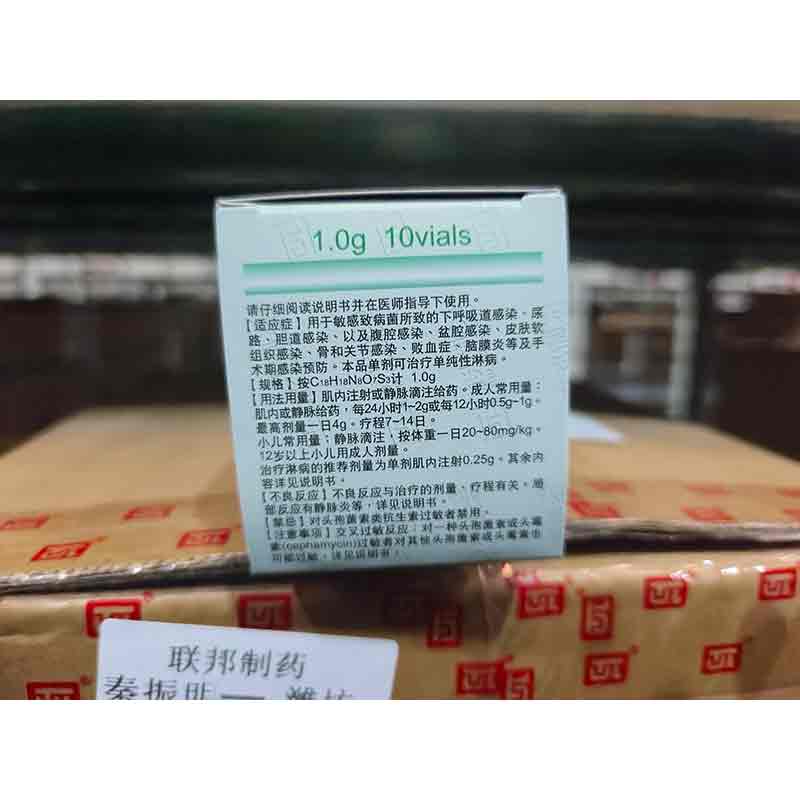 1.0g 10vials
请仔细阅读说明书并在医师指导下使用。
【适应症】用于敏感致病菌所致的下呼吸道感染、尿
路、胆道感染、以及腹腔感染、盆腔感染、皮肤软
组织感染、骨和关节感染、败血症、脑膜炎等及手
术期感染预防。本品单剂可治疗单纯性淋病。
【规格】按C₁₈H₁₈N₈O₇S₃计 1.0g
【用法用量】肌内注射或静脉滴注给药。成人常用量：
肌内或静脉给药，每24小时1~2g或每12小时0.5g~1g。
最高剂量一日4g。疗程7~14日。
小儿常用量；静脉滴注，按体重一日20~80mg/kg。
12岁以上小儿用成人剂量。
治疗淋病的推荐剂量为单剂肌内注射0.25g。其余内
容详见说明书。
【不良反应】不良反应与治疗的剂量、疗程有关。局
部反应有静脉炎等，详见说明书。
【禁忌】对头孢菌素类抗生素过敏者禁用。
【注意事项】交叉过敏反应：对一种头孢菌素或头霉
素(cephamycin)过敏者对其他头孢菌素或头霉素也
可能过敏。详见说明书。
联邦制药
秦振